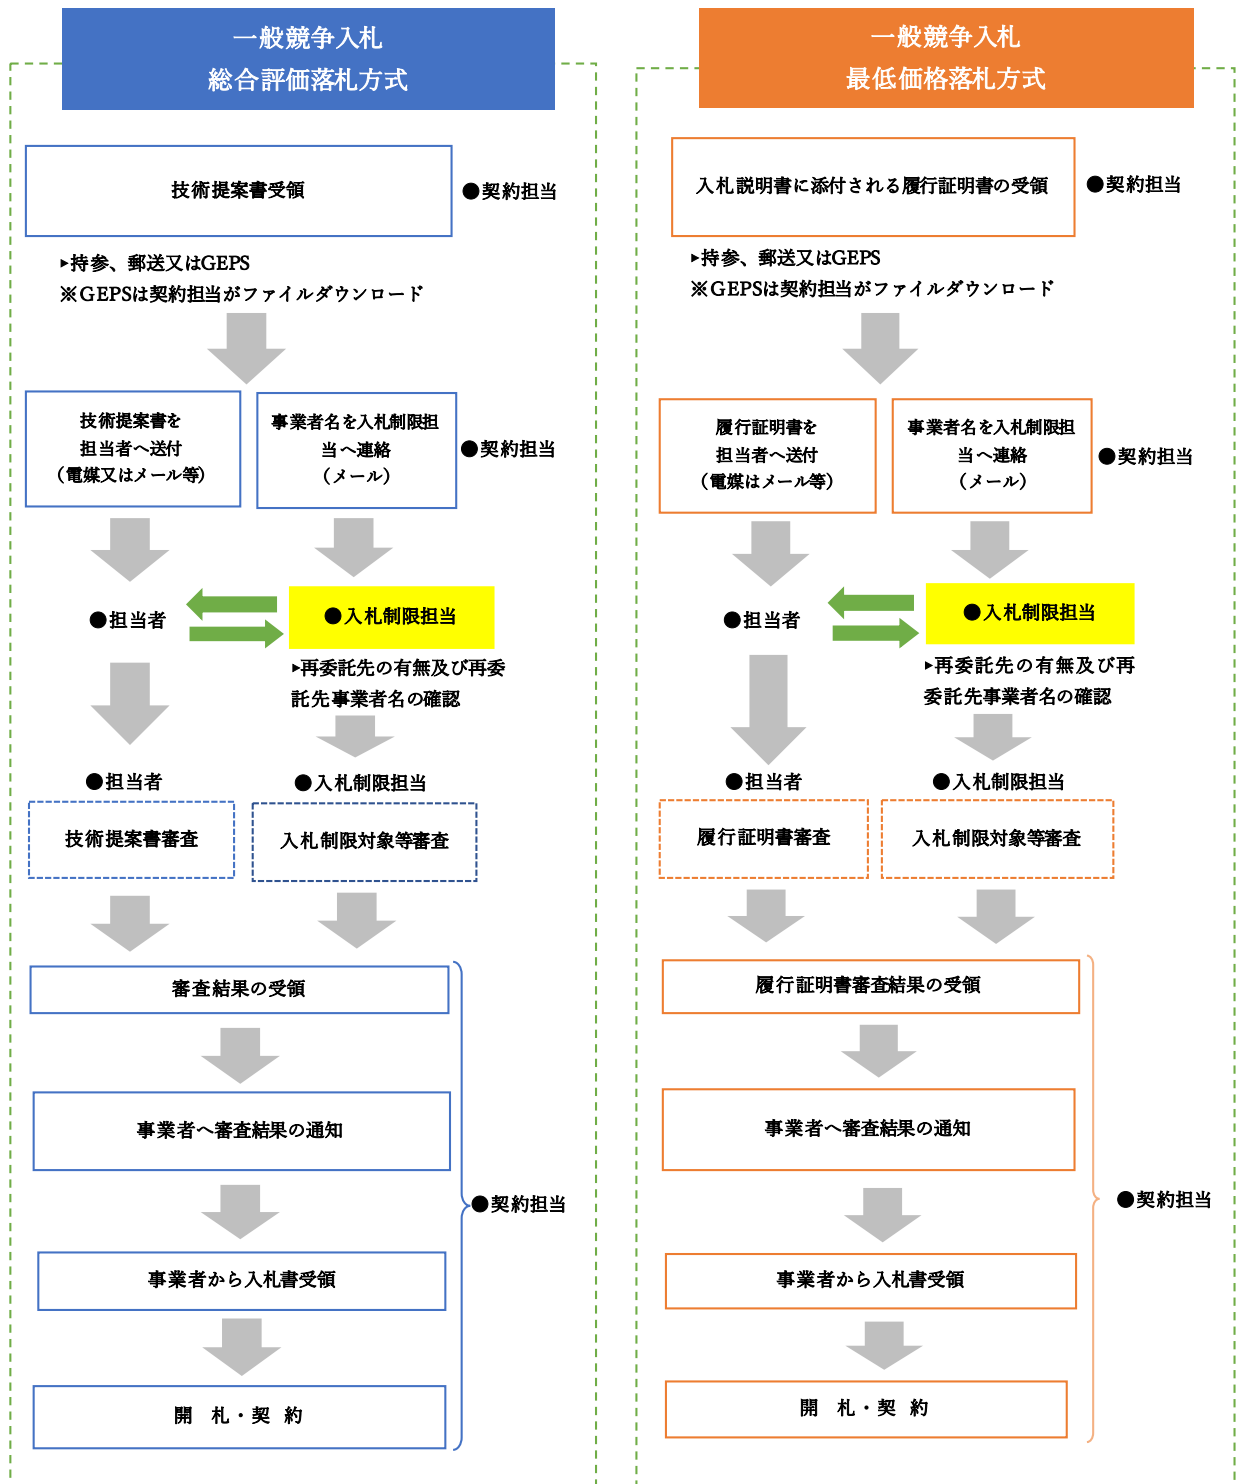 一般競争入札
総合評価落札方式
技術提案書受領
●契約担当
▸持参、郵送又はGEPS
※GEPSは契約担当がファイルダウンロード
技術提案書を
担当者へ送付
（電媒又はメール等）
事業者名を入札制限担
当へ連絡
（メール）
●契約担当
●担当者
●入札制限担当
▸再委託先の有無及び再委
託先事業者名の確認
●担当者
●入札制限担当
技術提案書審査
入札制限対象等審査
審査結果の受領
事業者へ審査結果の通知
●契約担当
事業者から入札書受領
開　札・契　約
一般競争入札
最低価格落札方式
入札説明書に添付される履行証明書の受領
●契約担当
▸持参、郵送又はGEPS
※GEPSは契約担当がファイルダウンロード
履行証明書を
担当者へ送付
（電媒はメール等）
事業者名を入札制限担
当へ連絡
（メール）
●契約担当
●担当者
●入札制限担当
▸再委託先の有無及び再
委託先事業者名の確認
●担当者
●入札制限担当
履行証明書審査
入札制限対象等審査
履行証明書審査結果の受領
事業者へ審査結果の通知
●契約担当
事業者から入札書受領
開　札・契　約